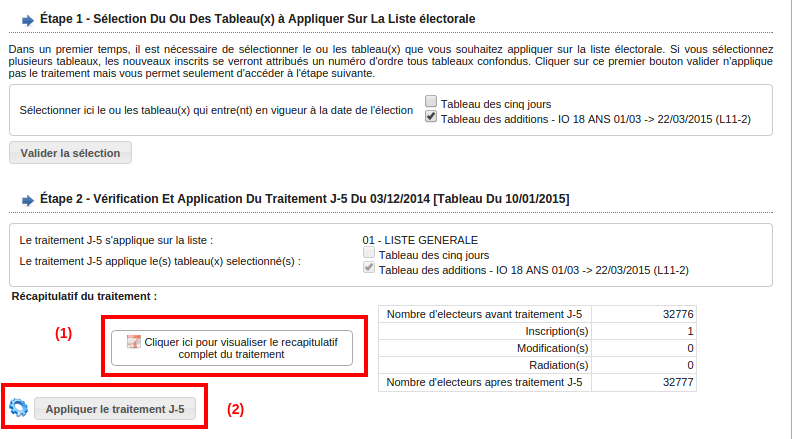 Étape 1 - Sélection Du Ou Des Tableau(x) à Appliquer Sur La Liste électorale
Dans un premier temps, il est nécessaire de sélectionner le ou les tableau(x) que vous souhaitez appliquer sur la liste électorale. Si vous sélectionnez
plusieurs tableaux, les nouveaux inscrits se verront attribués un numéro d'ordre tous tableaux confondus. Cliquer sur ce premier bouton valider n'applique
pas le traitement mais vous permet seulement d'accéder à l'étape suivante.
Sélectionner ici le ou les tableau(x) qui entre(nt) en vigueur à la date de l'élection
Tableau des cinq jours
Tableau des additions - IO 18 ANS 01/03 -> 22/03/2015 (L11-2)
Valider la sélection
Étape 2 - Vérification Et Application Du Traitement J-5 Du 03/12/2014 [Tableau Du 10/01/2015]
Le traitement J-5 s'applique sur la liste : 01 - LISTE GENERALE
Le traitement J-5 applique le(s) tableau(x) selectionné(s) :
Tableau des cinq jours
Tableau des additions - IO 18 ANS 01/03 -> 22/03/2015 (L11-2)
Récapitulatif du traitement :
(1)
Cliquer ici pour visualiser le recapitulatif
complet du traitement
Nombre d'electeurs avant traitement J-5 32776
Inscription(s) 1
Modification(s) 0
Radiation(s) 0
Nombre d'electeurs apres traitement J-5 32777
Appliquer le traitement J-5
(2)